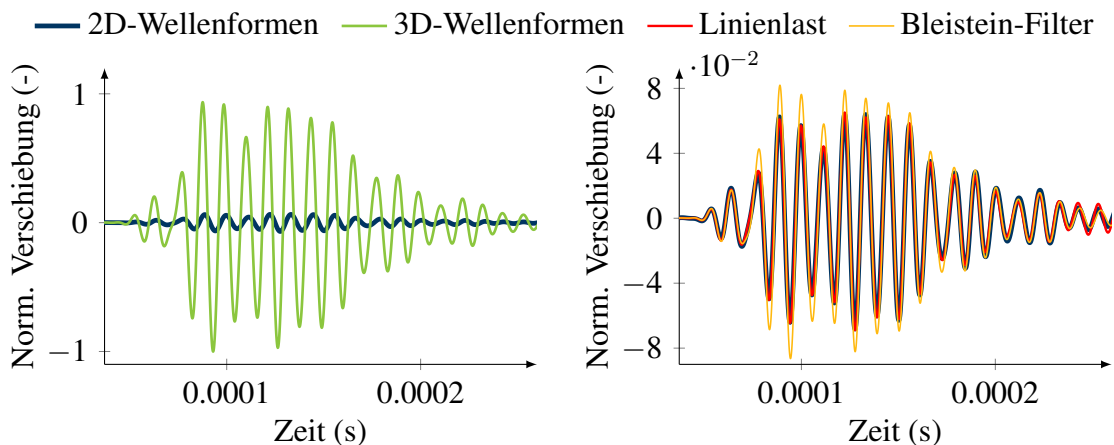 2D-Wellenformen 3D-Wellenformen Linienlast Bleistein-Filter
Norm. Verschiebung (-)
1
0
−1
0.0001 0.0002
Zeit (s)
Norm. Verschiebung (-)
·10−2
8
4
0
−4
−8
0.0001 0.0002
Zeit (s)